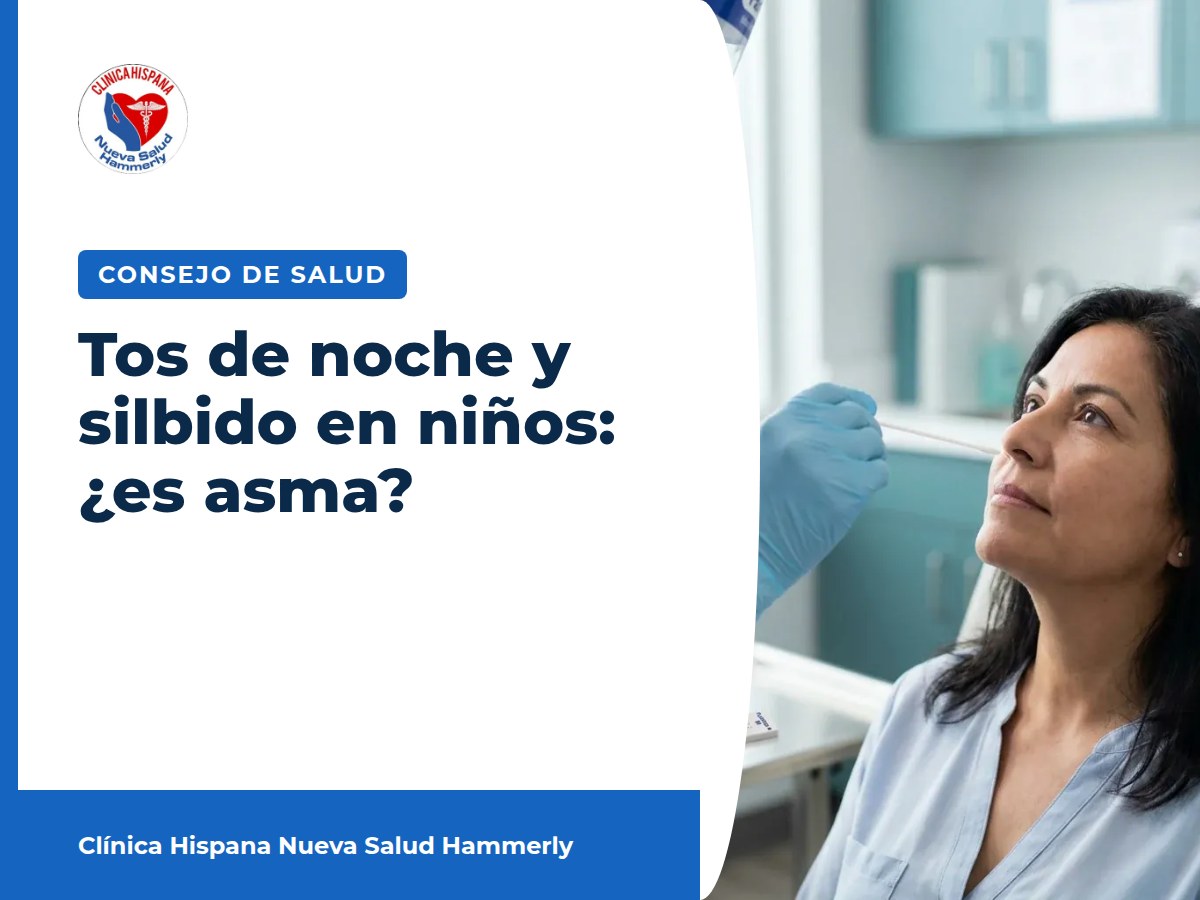 CLINICA HISPANA
Nueva Salud
Hammerly
CONSEJO DE SALUD
Tos de noche y
silbido en niños:
¿es asma?
Clínica Hispana Nueva Salud Hammerly